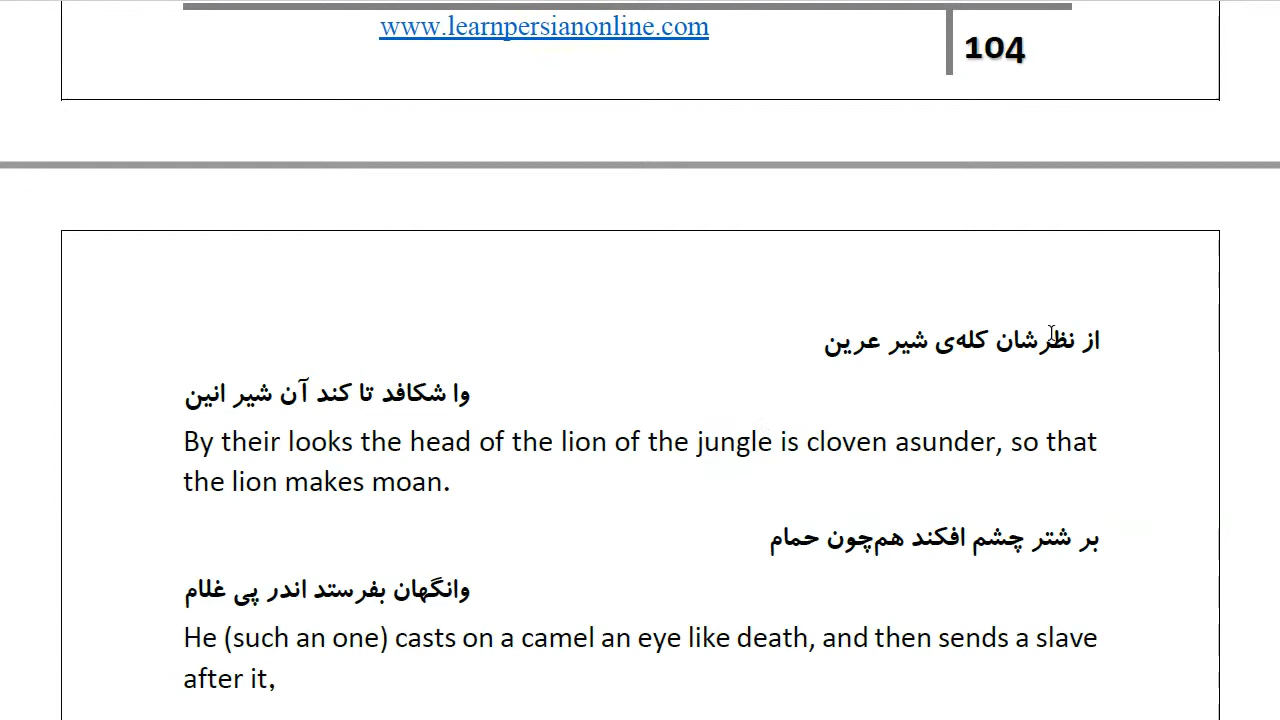 www.learnpersianonline.com
104
از نظرشان کله‌ی شیر عرین
وا شکافد تا کند آن شیر انین
By their looks the head of the lion of the jungle is cloven asunder, so that
the lion makes moan.
بر شتر چشم افکند هم‌چون حمام
وانگهان بفرستد اندر پی غلام
He (such an one) casts on a camel an eye like death, and then sends a slave
after it,